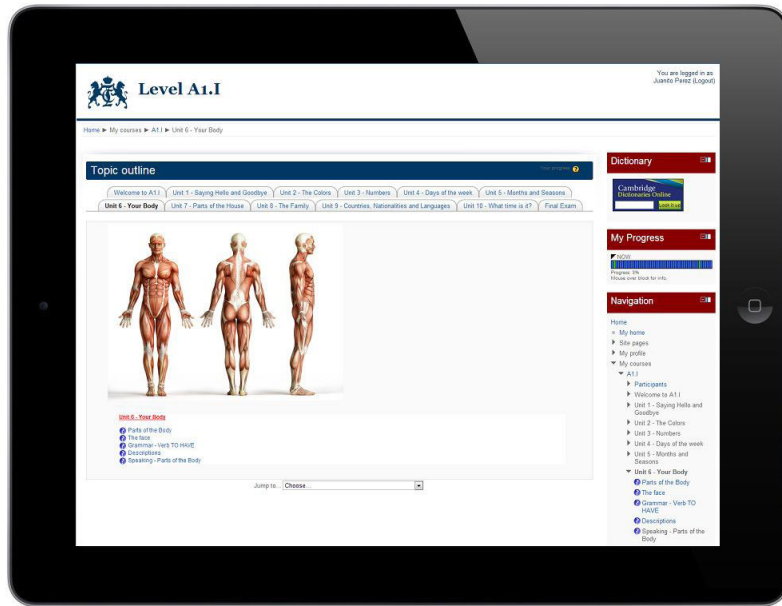 Level A1.I
You are logged in as
Juanito Perez (Logout)
Home ► My courses ► A1.I ► Unit 6 - Your Body
Topic outline
Your progress
Welcome to A1.I
Unit 1 - Saying Hello and Goodbye
Unit 2 - The Colors
Unit 3 - Numbers
Unit 4 - Days of the week
Unit 5 - Months and Seasons
Unit 6 - Your Body
Unit 7 - Parts of the House
Unit 8 - The Family
Unit 9 - Countries, Nationalities and Languages
Unit 10 - What time is it?
Final Exam
Unit 6 - Your Body
Parts of the Body
The face
Grammar - Verb TO HAVE
Descriptions
Speaking - Parts of the Body
Jump to... Choose...
Dictionary
Cambridge
Dictionaries Online
Look it up
My Progress
NOW
Mouse over block for info.
Navigation
Home
My home
Site pages
My profile
My courses
A1.I
Participants
Welcome to A1.I
Unit 1 - Saying Hello and
Goodbye
Unit 2 - The Colors
Unit 3 - Numbers
Unit 4 - Days of the week
Unit 5 - Months and
Seasons
Unit 6 - Your Body
Parts of the Body
The face
Grammar - Verb TO
HAVE
Descriptions
Speaking - Parts of the
Body